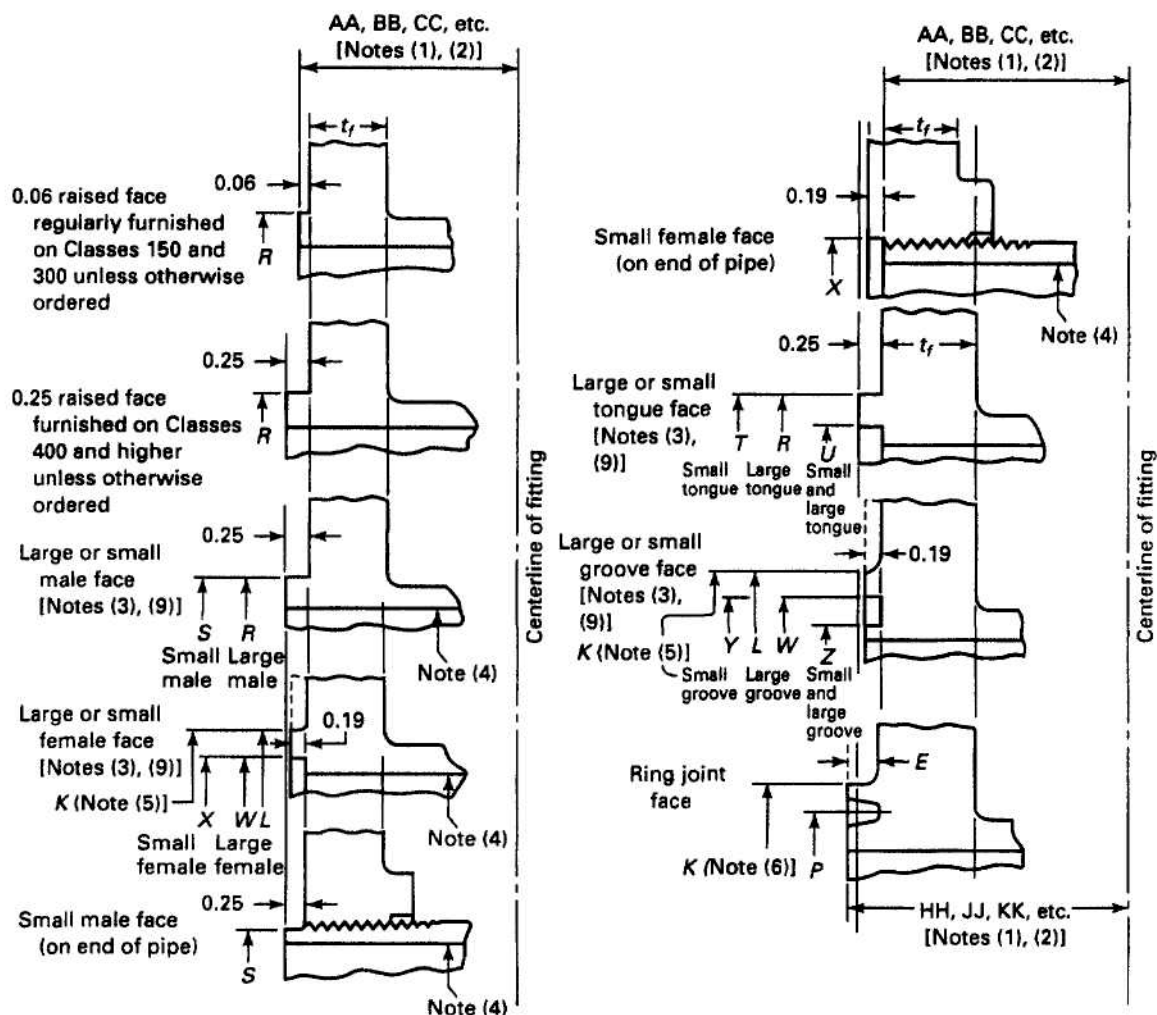 AA, BB, CC, etc.
[Notes (1), (2)]
t_f
0.06
0.06 raised face
regularly furnished
on Classes 150 and
300 unless otherwise
ordered
R
0.25
0.25 raised face
furnished on Classes
400 and higher
unless otherwise
ordered
R
0.25
Large or small
male face
[Notes (3), (9)]
S R
Small Large
male male
Note (4)
Large or small
female face
[Notes (3), (9)]
0.19
K (Note (5)]
X W L
Small Large
female female
Note (4)
0.25
Small male face
(on end of pipe)
S
Note (4)
Centerline of fitting
AA, BB, CC, etc.
[Notes (1), (2)]
t_f
0.19
Small female face
(on end of pipe)
X
Note (4)
0.25
t_f
Large or small
tongue face
[Notes (3),
(9)]
T R U
Small Large Small
tongue tongue and
large
tongue
Large or small
groove face
[Notes (3),
(9)]
0.19
K (Note (5)]
Y L W Z
Small Large Small
groove groove and
large
groove
Ring joint
face
E
K (Note (6)]
P
HH, JJ, KK, etc.
[Notes (1), (2)]
Centerline of fitting